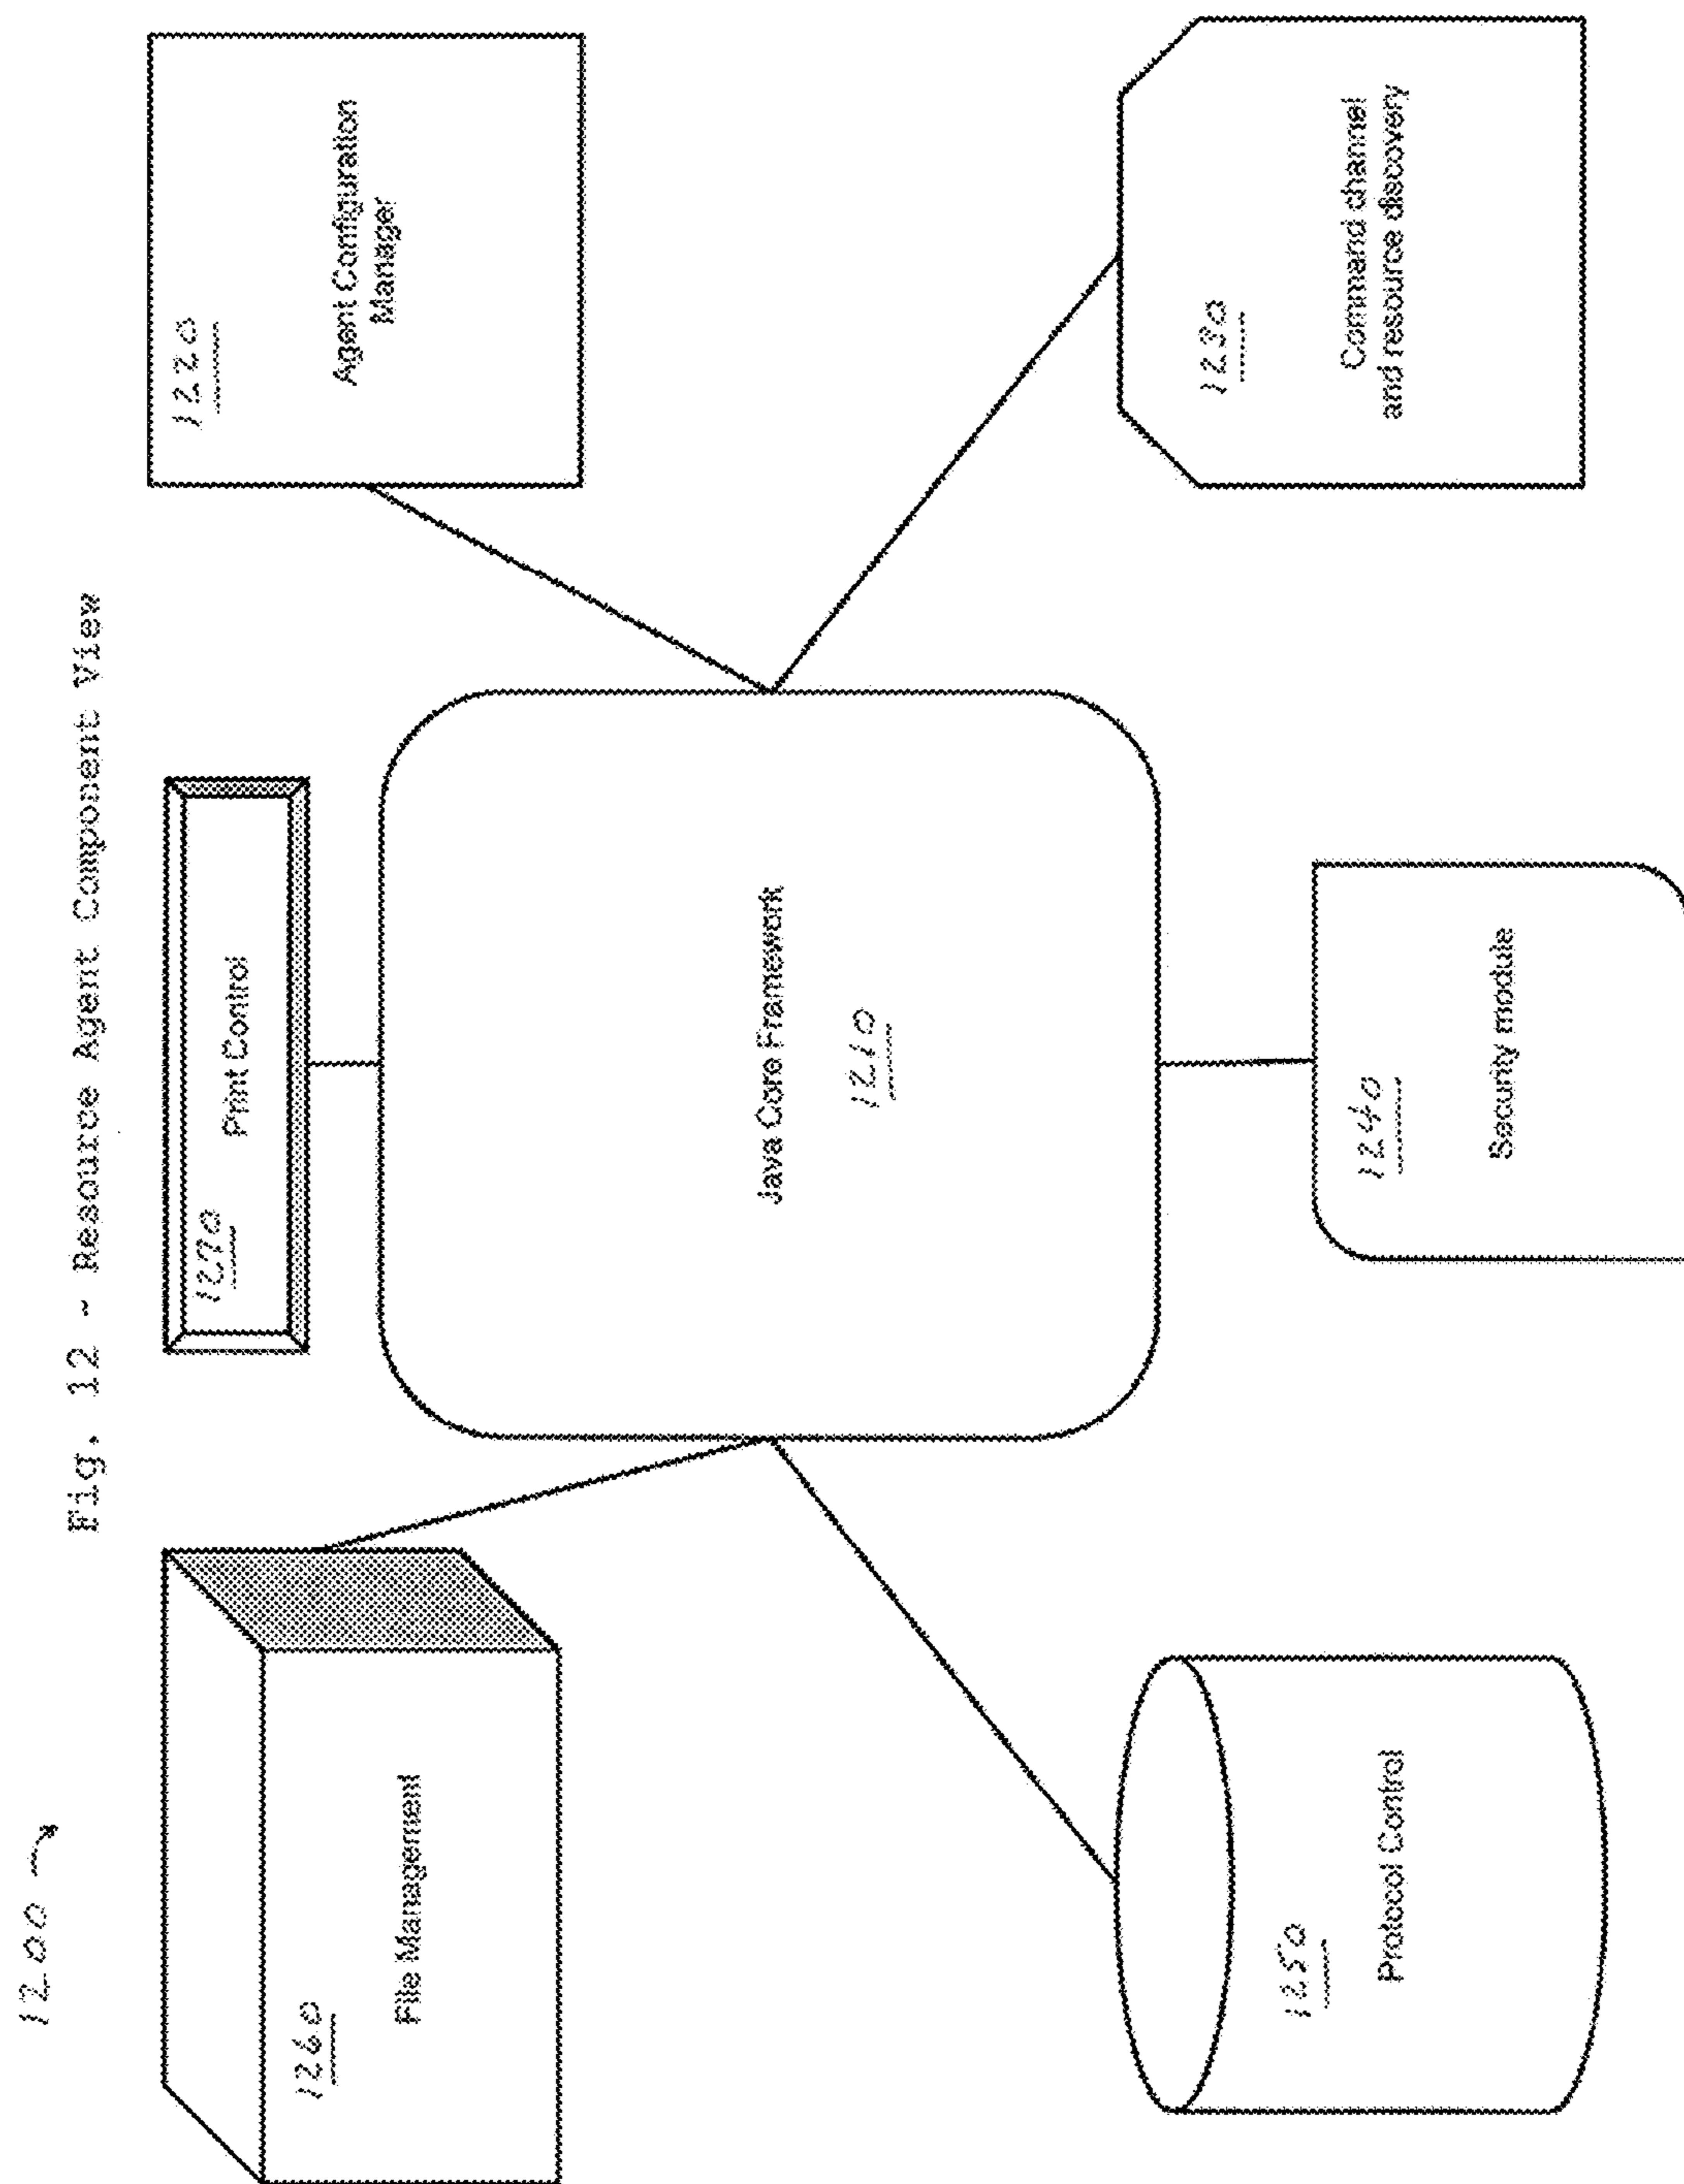 1200
Fig. 12 ~ Resource Agent Component View
1260
File Management
1270
Print Control
1220
Agent Configuration
Manager
Java Core Framework
1210
1250
Protocol Control
1240
Security module
1230
Command channel
and resource discovery